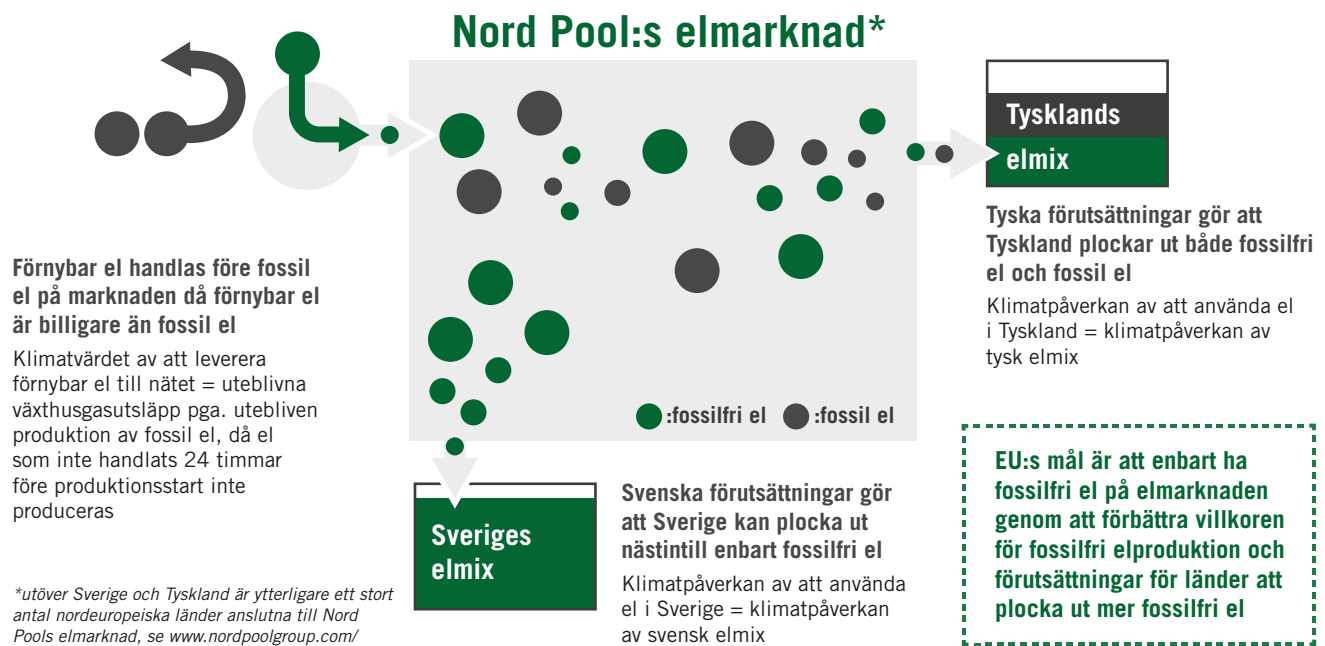 Nord Pool:s elmarknad*
Förnybar el handlas före fossil
el på marknaden då förnybar el
är billigare än fossil el
Klimatvärdet av att leverera
förnybar el till nätet = uteblivna
växthusgasutsläpp pga. utebliven
produktion av fossil el, då el
som inte handlats 24 timmar
före produktionsstart inte
produceras
*utöver Sverige och Tyskland är ytterligare ett stort
antal nordeuropeiska länder anslutna till Nord
Pools elmarknad, se www.nordpoolgroup.com/
:fossilfri el
:fossil el
Sveriges
elmix
Svenska förutsättningar gör
att Sverige kan plocka ut
nästintill enbart fossilfri el
Klimatpåverkan av att använda
el i Sverige = klimatpåverkan
av svensk elmix
Tysklands
elmix
Tyska förutsättningar gör att
Tyskland plockar ut både fossilfri
el och fossil el
Klimatpåverkan av att använda el
i Tyskland = klimatpåverkan av
tysk elmix
EU:s mål är att enbart ha
fossilfri el på elmarknaden
genom att förbättra villkoren
för fossilfri elproduktion och
förutsättningar för länder att
plocka ut mer fossilfri el